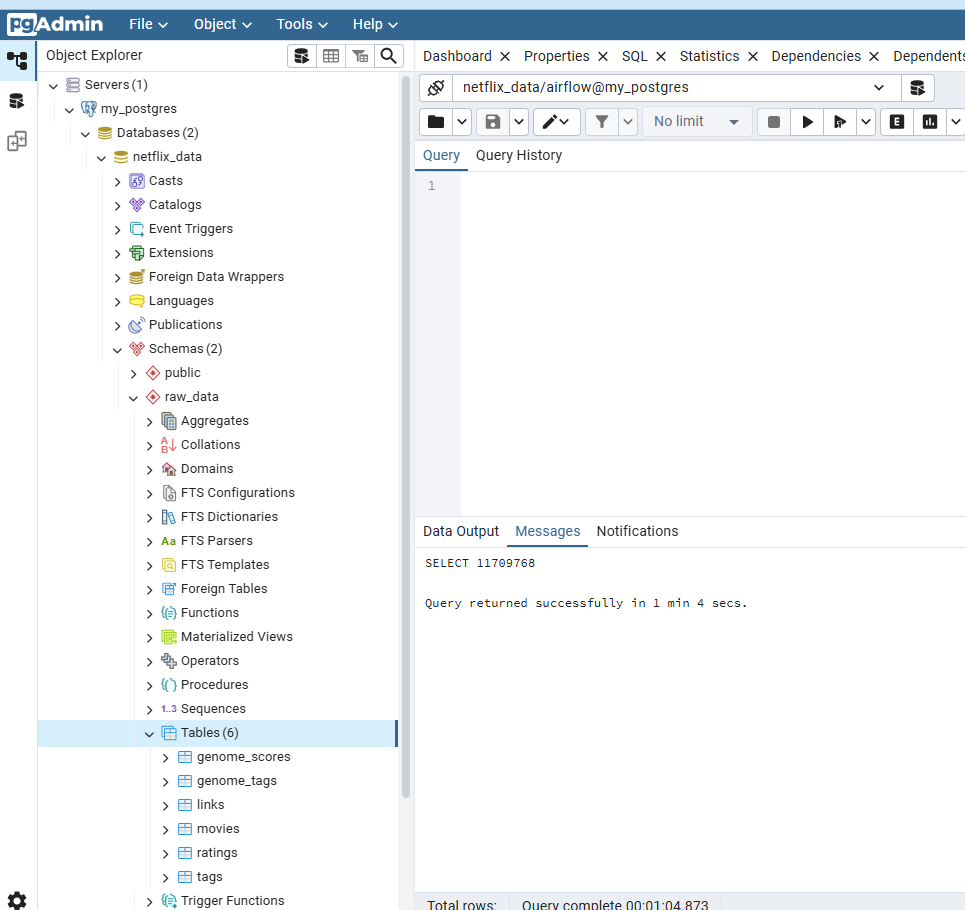 pgAdmin File Object Tools Help
Object Explorer
Servers (1)
my_postgres
Databases (2)
netflix_data
Casts
Catalogs
Event Triggers
Extensions
Foreign Data Wrappers
Languages
Publications
Schemas (2)
public
raw_data
Aggregates
Collations
Domains
FTS Configurations
FTS Dictionaries
Aa FTS Parsers
FTS Templates
Foreign Tables
Functions
Materialized Views
Operators
Procedures
1..3 Sequences
Tables (6)
genome_scores
genome_tags
links
movies
ratings
tags
Trigger Functions
Dashboard Properties SQL Statistics Dependencies Dependents
netflix_data/airflow@my_postgres
No limit E
Query Query History
1
Data Output Messages Notifications
SELECT 11709768
Query returned successfully in 1 min 4 secs.
Total rows: Query complete 00:01:04.873